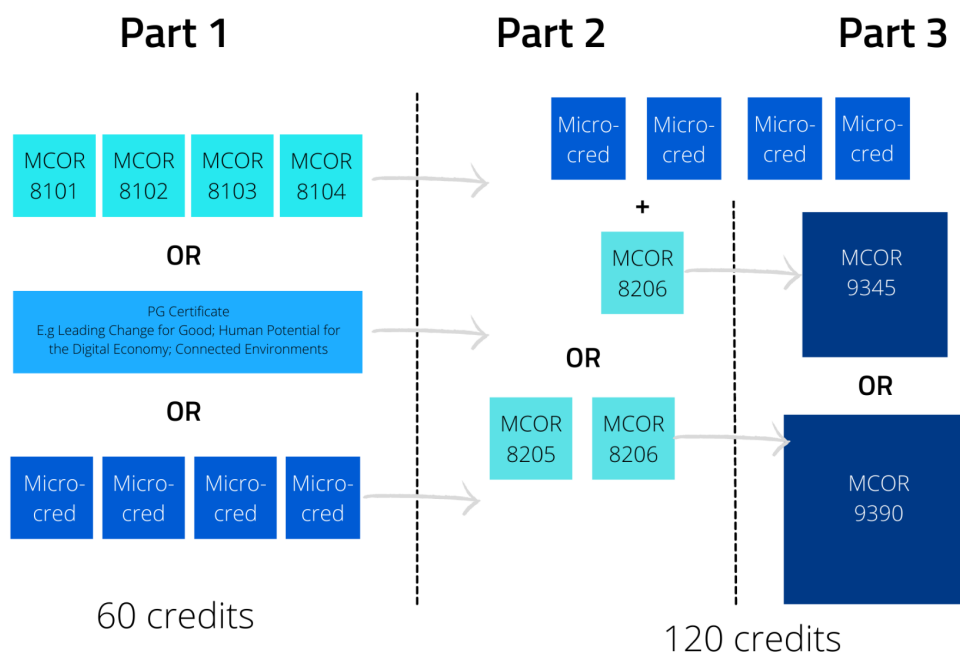 Part 1
Part 2
Part 3
MCOR
8101
MCOR
8102
MCOR
8103
MCOR
8104
OR
PG Certificate
E.g Leading Change for Good; Human Potential for
the Digital Economy; Connected Environments
OR
Micro-
cred
Micro-
cred
Micro-
cred
Micro-
cred
60 credits
Micro-
cred
Micro-
cred
Micro-
cred
Micro-
cred
+
MCOR
8206
OR
MCOR
8205
MCOR
8206
MCOR
9345
OR
MCOR
9390
120 credits